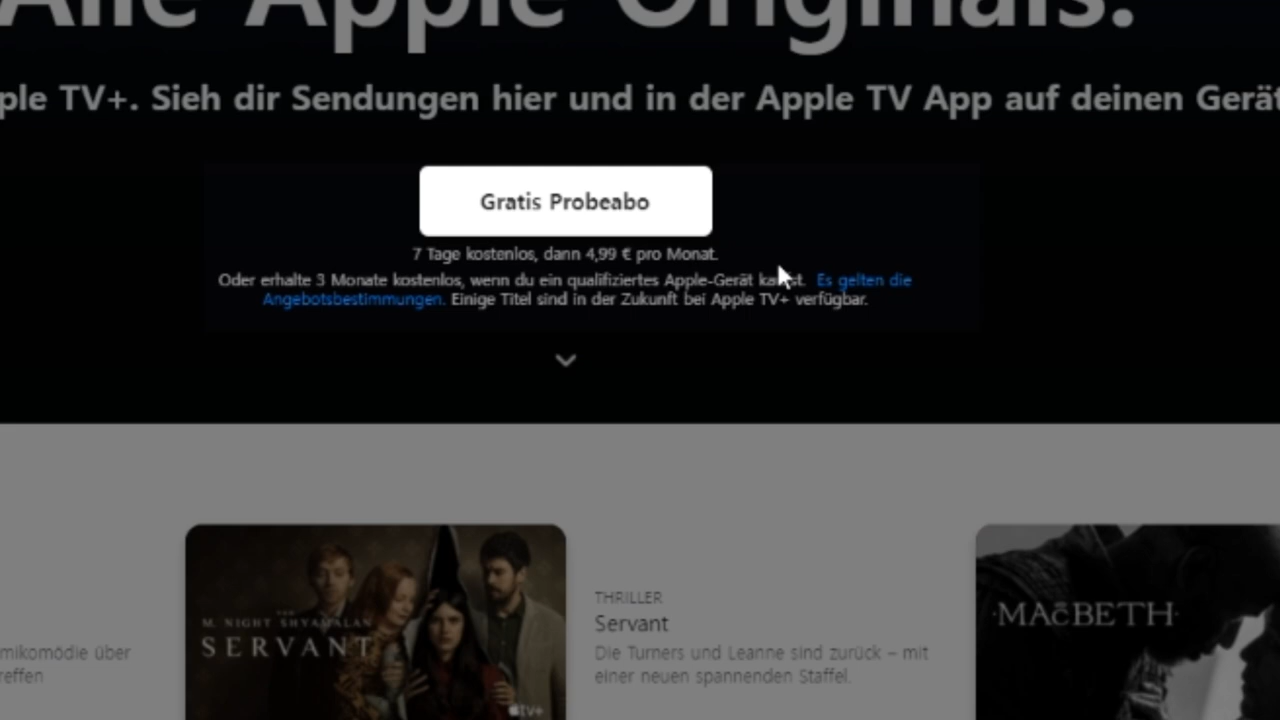 Alle Apple Originals.
ple TV+. Sieh dir Sendungen hier und in der Apple TV App auf deinen Gerät
Gratis Probeabo
7 Tage kostenlos, dann 4,99 € pro Monat.
Oder erhalte 3 Monate kostenlos, wenn du ein qualifiziertes Apple-Gerät kaufst. Es gelten die
Angebotsbestimmungen. Einige Titel sind in der Zukunft bei Apple TV+ verfügbar.
mikomödie über
reffen
M. NIGHT SHYAMALAN
SERVANT
tv+
THRILLER
Servant
Die Turners und Leanne sind zurück – mit
einer neuen spannenden Staffel.
MACBETH